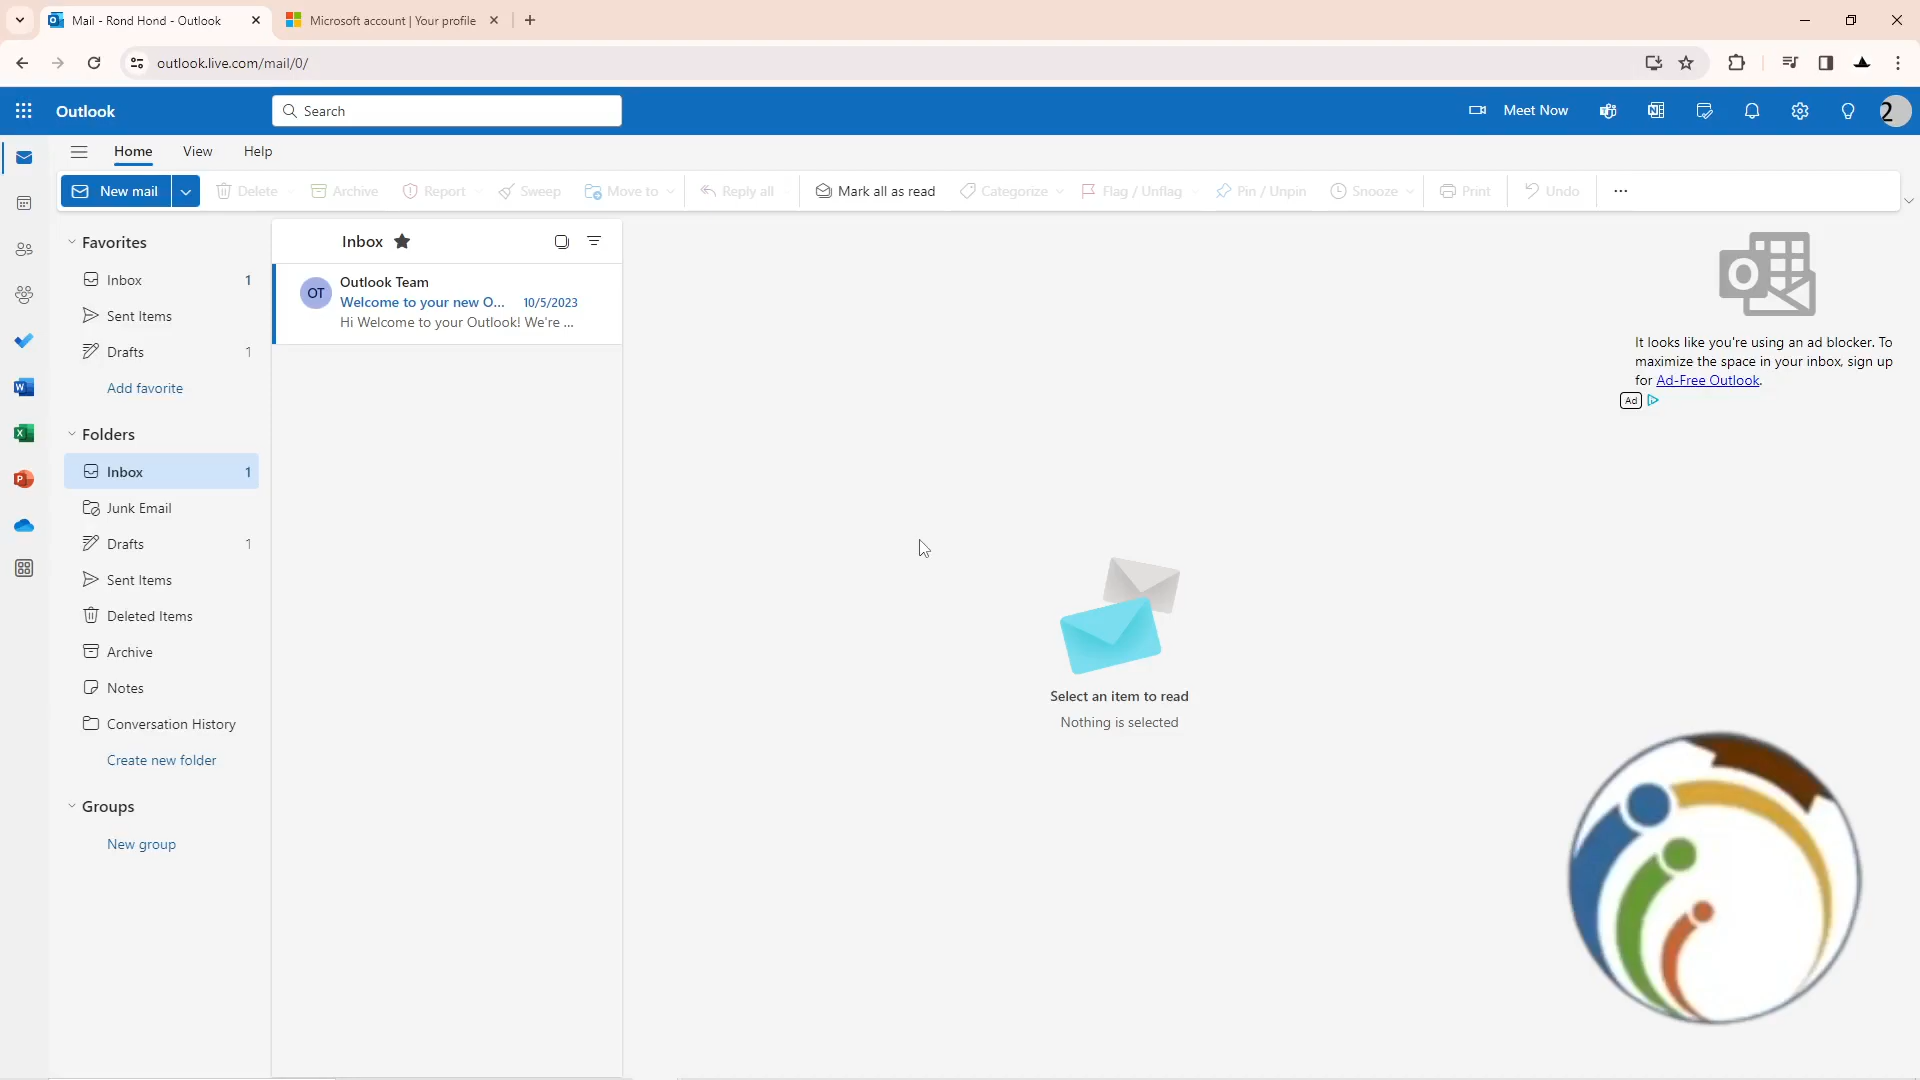 Mail - Rond Hond - Outlook
Microsoft account | Your profile
outlook.live.com/mail/0/
Outlook
Search
Meet Now
2
Home View Help
New mail Delete Archive Report Sweep Move to Reply all Mark all as read Categorize Flag / Unflag Pin / Unpin Snooze Print Undo ...
Favorites
Inbox 1
Sent Items
Drafts 1
Add favorite
Folders
Inbox 1
Junk Email
Drafts 1
Sent Items
Deleted Items
Archive
Notes
Conversation History
Create new folder
Groups
New group
Inbox
OT
Outlook Team
Welcome to your new O... 10/5/2023
Hi Welcome to your Outlook! We're ...
Select an item to read
Nothing is selected
It looks like you're using an ad blocker. To
maximize the space in your inbox, sign up
for Ad-Free Outlook.
Ad